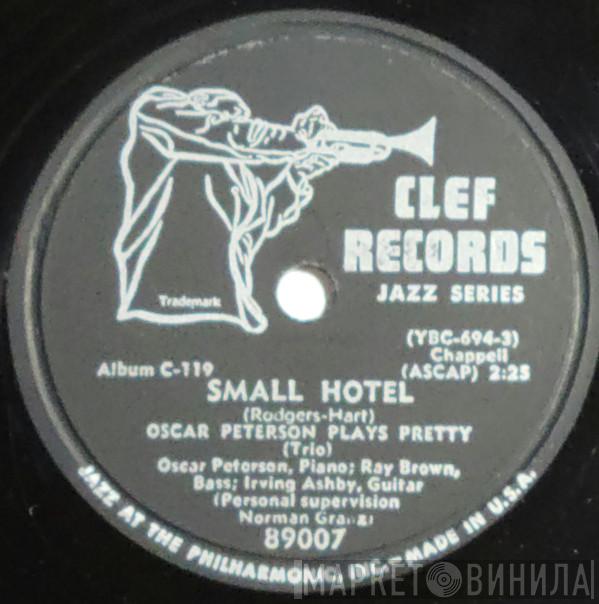 CLEF
RECORDS
JAZZ SERIES
Trademark
(YBC-694-3)
Chappell
Album C-119
(ASCAP) 2:25
SMALL HOTEL
(Rodgers-Hart)
OSCAR PETERSON PLAYS PRETTY
(Trio)
Oscar Peterson, Piano; Ray Brown,
Bass; Irving Ashby, Guitar
(Personal supervision
Norman
89007
JAZZ AT THE PHILHARMONIC MADE IN U.S.A.
МАРКЕТ ВИНИЛА